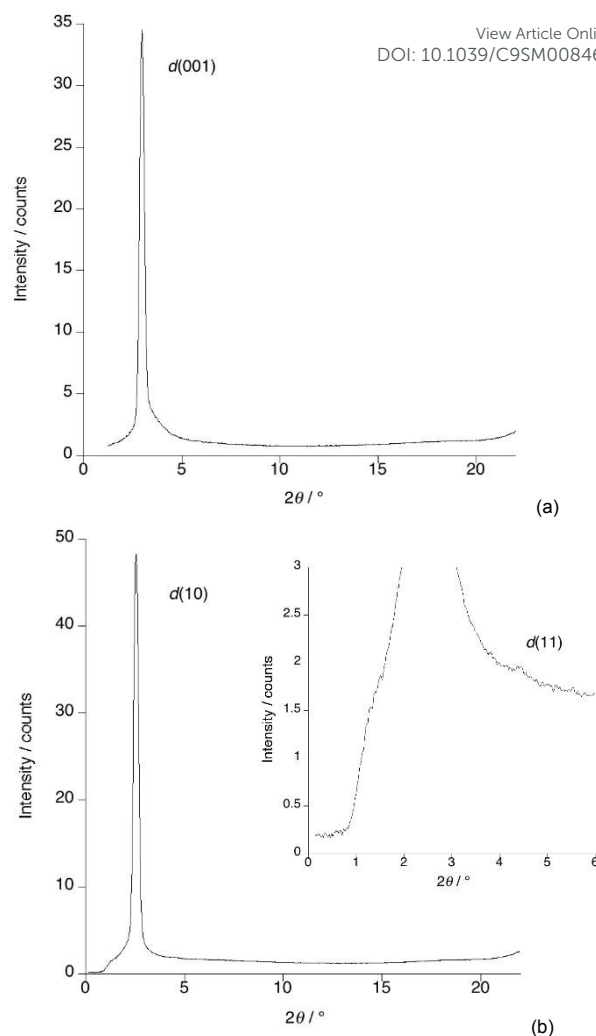 View Article Onli
DOI: 10.1039/C9SM00846
35
30
25
20
15
10
5
0
Intensity / counts
d(001)
0 5 10 15 20
2θ / °
(a)
50
40
30
20
10
0
Intensity / counts
d(10)
0 5 10 15 20
2θ / °
3
2.5
2
1.5
1
0.5
0
Intensity / counts
d(11)
0 1 2 3 4 5 6
2θ / °
(b)